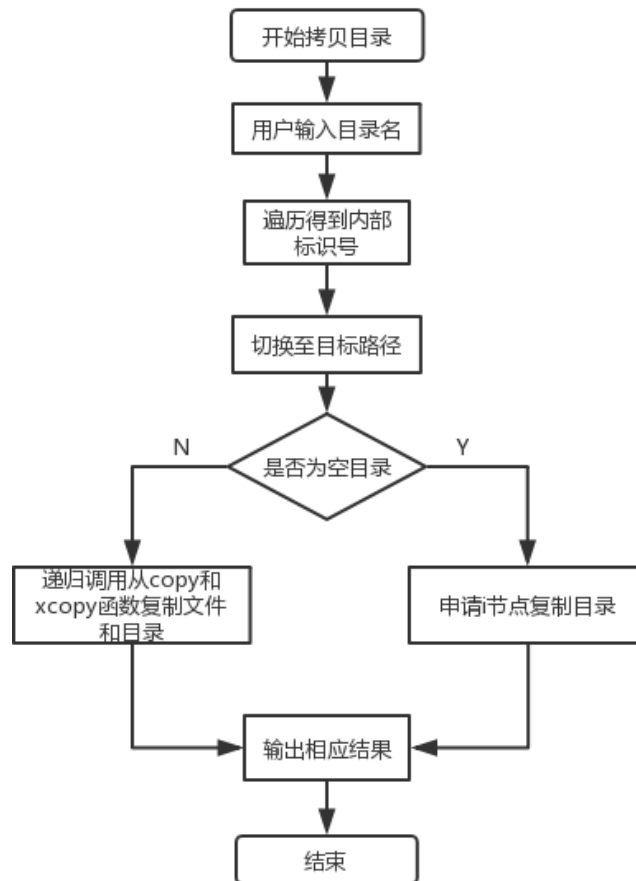 开始拷贝目录
用户输入目录名
遍历得到内部
标识号
切换至目标路径
是否为空目录
N
Y
递归调用从copy和
xcopy函数复制文件
和目录
申请i节点复制目录
输出相应结果
结束